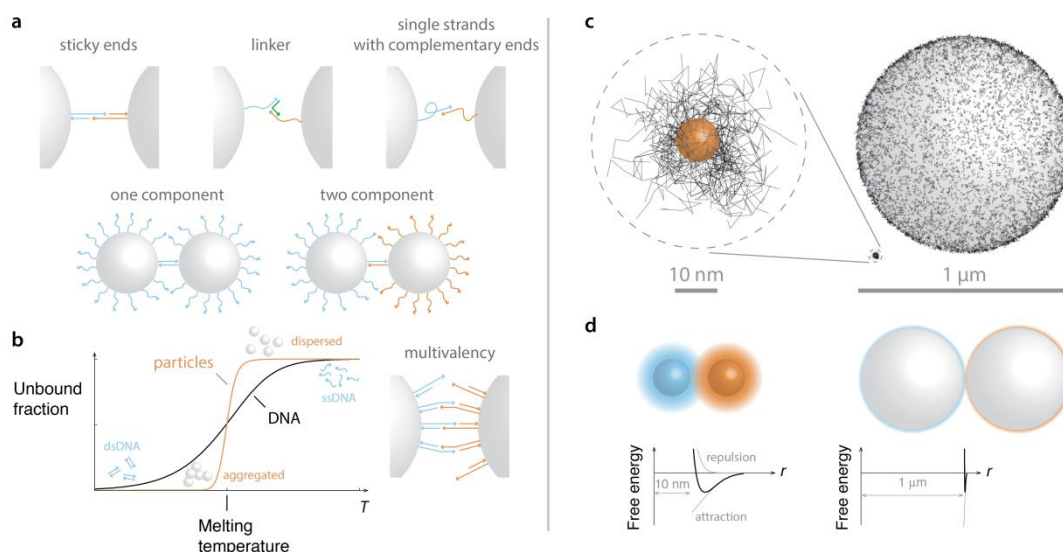 a
sticky ends
linker
single strands
with complementary ends
one component
two component
b
Unbound
fraction
particles
dispersed
multivalency
DNA
ssDNA
dsDNA
aggregated
T
Melting
temperature
c
10 nm
1 µm
d
Free energy
repulsion
r
10 nm
attraction
Free energy
r
1 µm